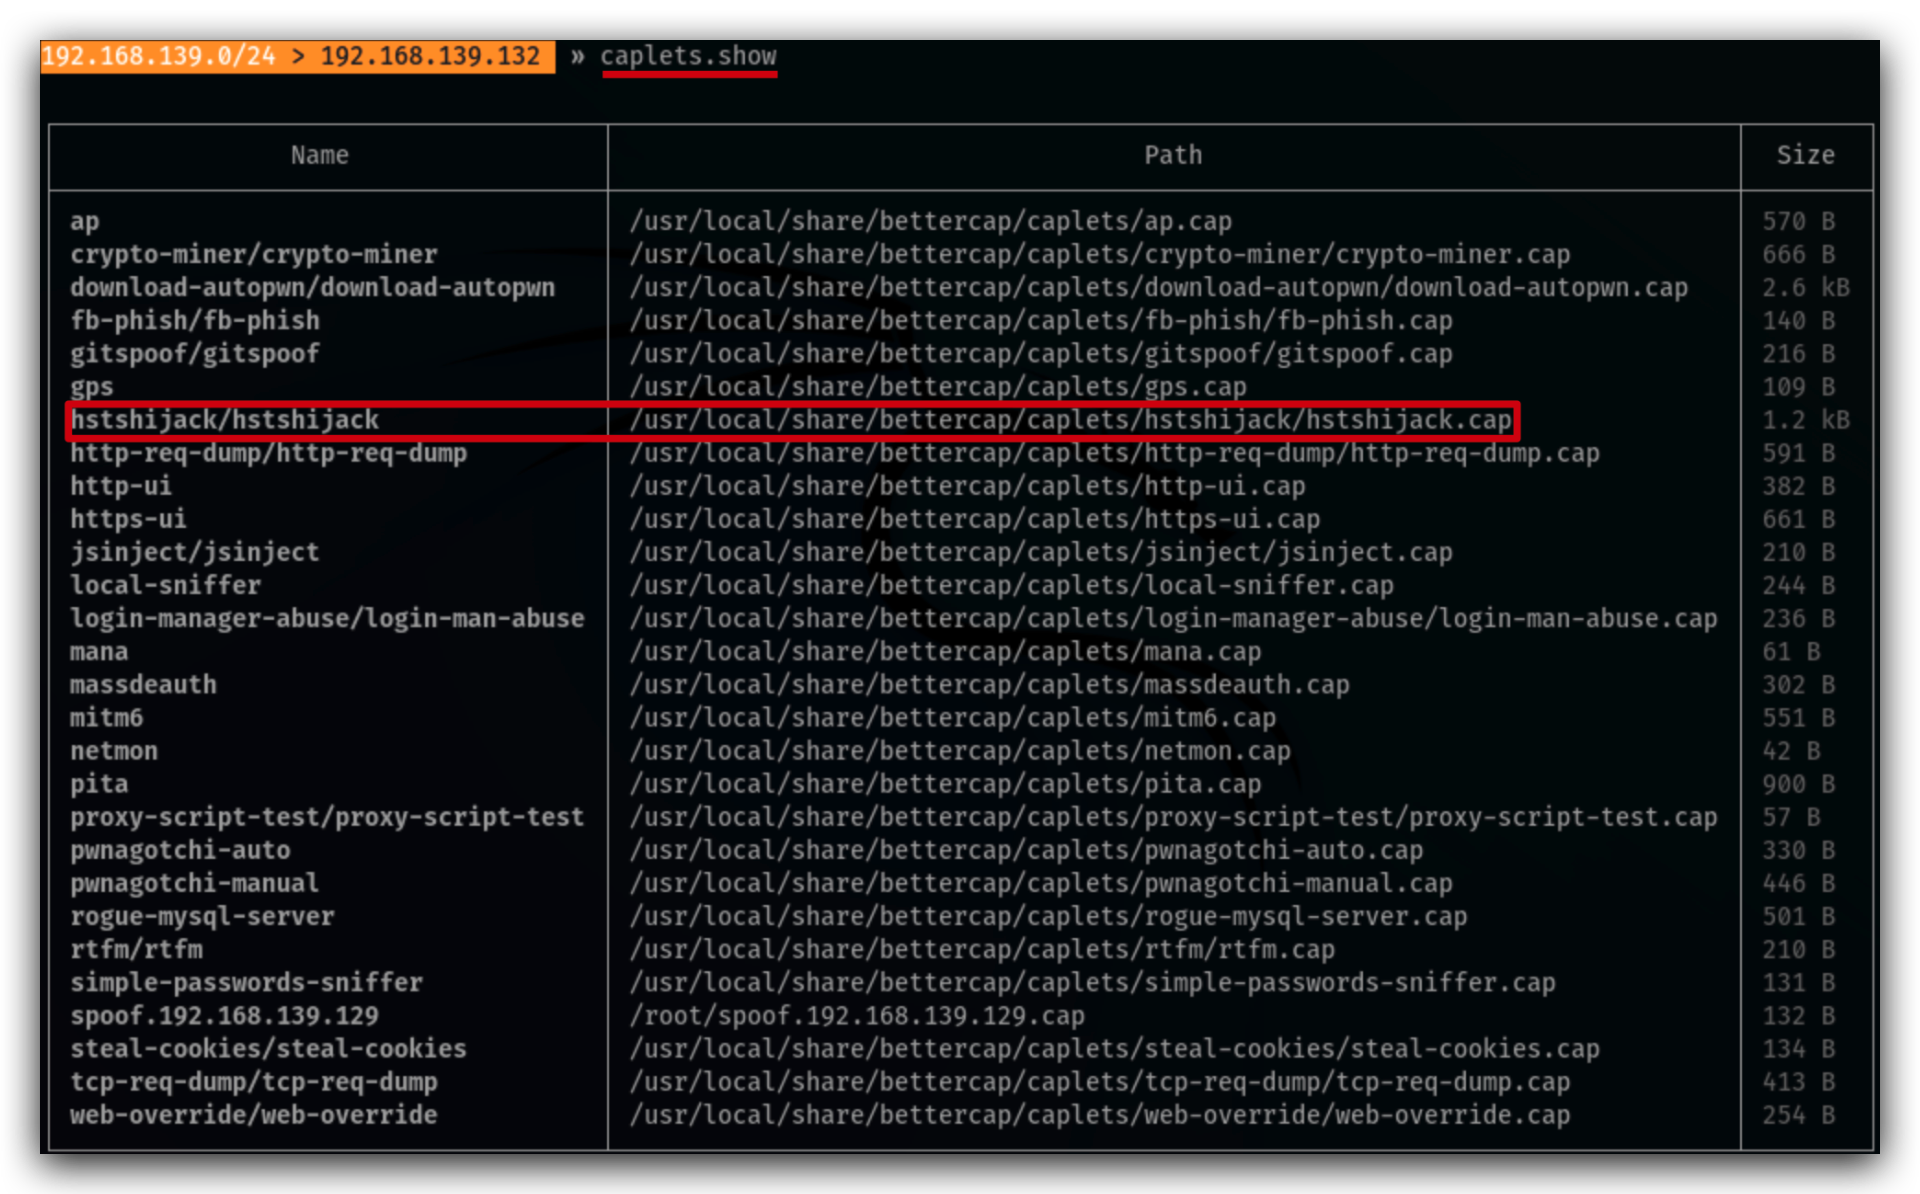 192.168.139.0/24 > 192.168.139.132 » caplets.show
Name Path Size
ap /usr/local/share/bettercap/caplets/ap.cap 570 B
crypto-miner/crypto-miner /usr/local/share/bettercap/caplets/crypto-miner/crypto-miner.cap 666 B
download-autopwn/download-autopwn /usr/local/share/bettercap/caplets/download-autopwn/download-autopwn.cap 2.6 kB
fb-phish/fb-phish /usr/local/share/bettercap/caplets/fb-phish/fb-phish.cap 140 B
gitspoof/gitspoof /usr/local/share/bettercap/caplets/gitspoof/gitspoof.cap 216 B
gps /usr/local/share/bettercap/caplets/gps.cap 109 B
hstshijack/hstshijack /usr/local/share/bettercap/caplets/hstshijack/hstshijack.cap 1.2 kB
http-req-dump/http-req-dump /usr/local/share/bettercap/caplets/http-req-dump/http-req-dump.cap 591 B
http-ui /usr/local/share/bettercap/caplets/http-ui.cap 382 B
https-ui /usr/local/share/bettercap/caplets/https-ui.cap 661 B
jsinject/jsinject /usr/local/share/bettercap/caplets/jsinject/jsinject.cap 210 B
local-sniffer /usr/local/share/bettercap/caplets/local-sniffer.cap 244 B
login-manager-abuse/login-man-abuse /usr/local/share/bettercap/caplets/login-manager-abuse/login-man-abuse.cap 236 B
mana /usr/local/share/bettercap/caplets/mana.cap 61 B
massdeauth /usr/local/share/bettercap/caplets/massdeauth.cap 302 B
mitm6 /usr/local/share/bettercap/caplets/mitm6.cap 551 B
netmon /usr/local/share/bettercap/caplets/netmon.cap 42 B
pita /usr/local/share/bettercap/caplets/pita.cap 900 B
proxy-script-test/proxy-script-test /usr/local/share/bettercap/caplets/proxy-script-test/proxy-script-test.cap 57 B
pwnagotchi-auto /usr/local/share/bettercap/caplets/pwnagotchi-auto.cap 330 B
pwnagotchi-manual /usr/local/share/bettercap/caplets/pwnagotchi-manual.cap 446 B
rogue-mysql-server /usr/local/share/bettercap/caplets/rogue-mysql-server.cap 501 B
rtfm/rtfm /usr/local/share/bettercap/caplets/rtfm/rtfm.cap 210 B
simple-passwords-sniffer /usr/local/share/bettercap/caplets/simple-passwords-sniffer.cap 131 B
spoof.192.168.139.129 /root/spoof.192.168.139.129.cap 132 B
steal-cookies/steal-cookies /usr/local/share/bettercap/caplets/steal-cookies/steal-cookies.cap 134 B
tcp-req-dump/tcp-req-dump /usr/local/share/bettercap/caplets/tcp-req-dump/tcp-req-dump.cap 413 B
web-override/web-override /usr/local/share/bettercap/caplets/web-override/web-override.cap 254 B